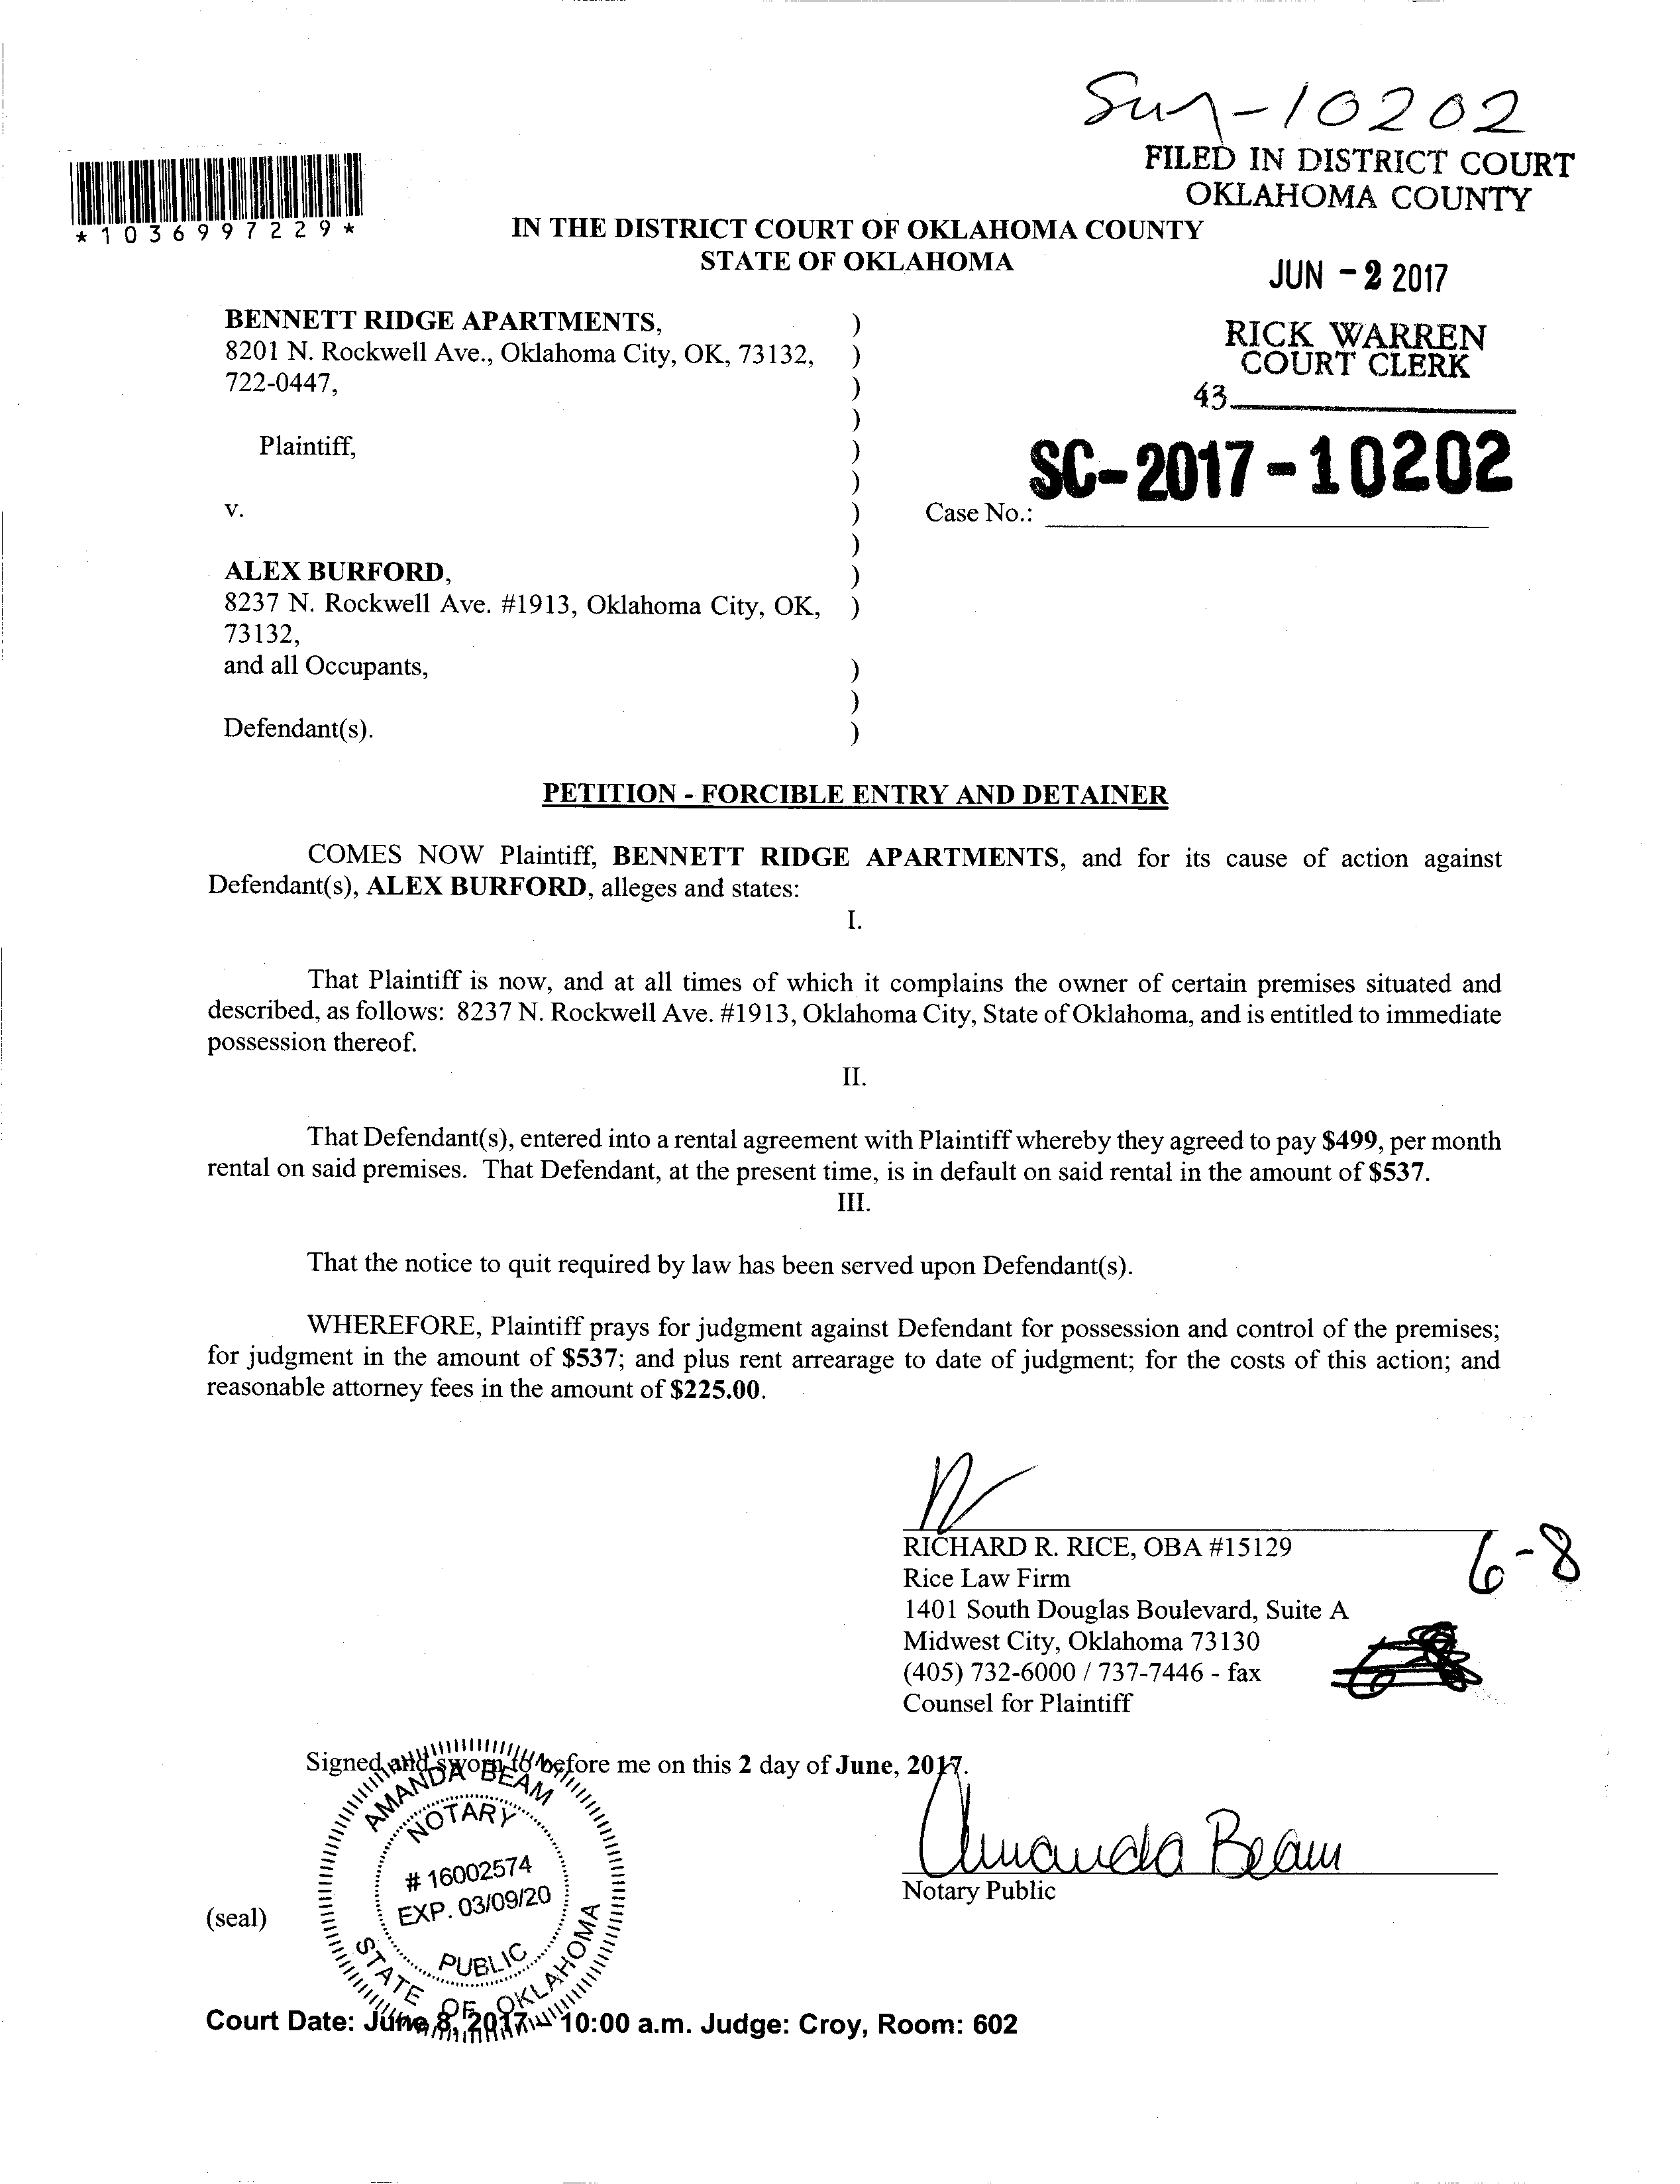 -10202
FILED IN DISTRICT COURT
OKLAHOMA COUNTY
*1036997229*
IN THE DISTRICT COURT OF OKLAHOMA COUNTY
STATE OF OKLAHOMA
JUN - 2 2017
RICK WARREN
COURT CLERK
43
BENNETT RIDGE APARTMENTS, )
8201 N. Rockwell Ave., Oklahoma City, OK, 73132, )
722-0447, )
)
Plaintiff, )
)
SC-2017-10202
v. ) Case No.:
)
ALEX BURFORD, )
8237 N. Rockwell Ave. #1913, Oklahoma City, OK, )
73132,
and all Occupants, )
)
Defendant(s). )
PETITION - FORCIBLE ENTRY AND DETAINER
COMES NOW Plaintiff, BENNETT RIDGE APARTMENTS, and for its cause of action against
Defendant(s), ALEX BURFORD, alleges and states:
I.
That Plaintiff is now, and at all times of which it complains the owner of certain premises situated and
described, as follows: 8237 N. Rockwell Ave. #1913, Oklahoma City, State of Oklahoma, and is entitled to immediate
possession thereof.
II.
That Defendant(s), entered into a rental agreement with Plaintiff whereby they agreed to pay $499, per month
rental on said premises. That Defendant, at the present time, is in default on said rental in the amount of $537.
III.
That the notice to quit required by law has been served upon Defendant(s).
WHEREFORE, Plaintiff prays for judgment against Defendant for possession and control of the premises;
for judgment in the amount of $537; and plus rent arrearage to date of judgment; for the costs of this action; and
reasonable attorney fees in the amount of $225.00.
RICHARD R. RICE, OBA #15129
6-8
Rice Law Firm
1401 South Douglas Boulevard, Suite A
Midwest City, Oklahoma 73130
(405) 732-6000 / 737-7446 - fax
Counsel for Plaintiff
Signed and sworn to before me on this 2 day of June, 2017.
AMANDA BEAM
NOTARY
# 16002574
EXP. 03/09/20
PUBLIC
STATE OF OKLAHOMA
Amanda Beam
Notary Public
(seal)
Court Date: June 8, 2017 - 10:00 a.m. Judge: Croy, Room: 602